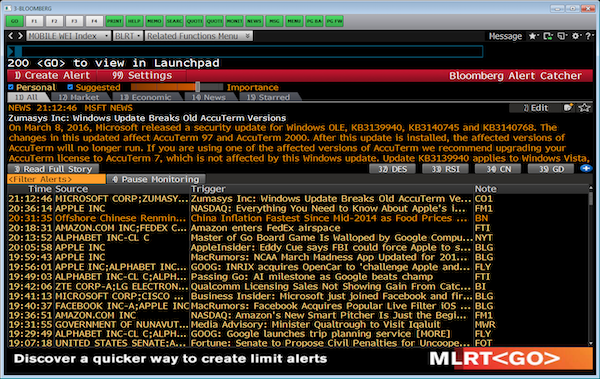 3-BLOOMBERG
GO F1 F2 F3 F4 PRINT HELP MEMO SEARC QUOTE QUOTE MONIT NEWS MSG MENU PG BA PG FW
< > MOBILE WEI Index BLRT Related Functions Menu Message
200 <GO> to view in Launchpad
1) Create Alert 99) Settings Bloomberg Alert Catcher
Personal Suggested Importance
11) All 12) Market 13) Economic 14) News 15) Starred
NEWS 21:12:46 MSFT NEWS 2) Edit
Zumasys Inc: Windows Update Breaks Old AccuTerm Versions
On March 8, 2016, Microsoft released a security update for Windows OLE, KB3139940, KB3140745 and KB3140768. The
changes in this updated affect AccuTerm 97 and AccuTerm 2000. After this update is installed, the affected versions of
AccuTerm will no longer run. If you are using one of the affected versions of AccuTerm we recommend upgrading your
AccuTerm license to AccuTerm 7, which is not affected by this Windows update. Update KB3139940 applies to Windows Vista,
3) Read Full Story 32) DES 33) RSI 34) CN 35) GD
<Filter Alerts> 4) Pause Monitoring
Time Source Trigger Note
21:12:46 MICROSOFT CORP;ZUMASY... Zumasys Inc: Windows Update Breaks Old AccuTerm Ve... CO1
20:36:14 APPLE INC NASDAQ: Everything You Need to Know About Apple's i... FM1
20:31:35 Offshore Chinese Renmin... China Inflation Fastest Since Mid-2014 as Food Prices ... BN
20:18:31 AMAZON.COM INC;FEDEX C... Amazon enters FedEx airspace FTI
20:13:52 ALPHABET INC-CL C Master of Go Board Game Is Walloped by Google Compu... NYT
20:05:58 APPLE INC AppleInsider: Eddy Cue says FBI could force Apple to s... BLG
19:59:43 APPLE INC MacRumors: NCAA March Madness App Updated for 201... BLG
19:56:01 APPLE INC;ALPHABET INC... GOOG: INRIX acquires OpenCar to 'challenge Apple and... FLY
19:49:03 ALPHABET INC-CL C;ALPH... Passing Go: AI milestone as Google beats champ FTI
19:42:06 ZTE CORP-A;LG ELECTRON... Qualcomm Licensing Sales Not Showing Gain From Catc... BI
19:41:13 MICROSOFT CORP;CISCO ... Business Insider: Microsoft just joined Facebook and fir... BLG
19:40:37 FACEBOOK INC-A;APPLE INC MacRumors: Facebook Acquires Popular Live Filter iOS ... BLG
19:36:51 AMAZON.COM INC NASDAQ: Amazon's New Smart Pitcher Is Just the Begi... FM1
19:31:55 GOVERNMENT OF NUNAVUT... Media Advisory: Minister Qualtrough to Visit Iqaluit MWR
19:29:49 ALPHABET INC-CL C;ALPH... GOOG: Google launches trip planning service [MORE] FLY
19:07:18 UNITED STATES SENATE;A... Fortune: Senate to Propose Civil Penalties for Uncoope... FOT
Discover a quicker way to create limit alerts MLRT<GO>